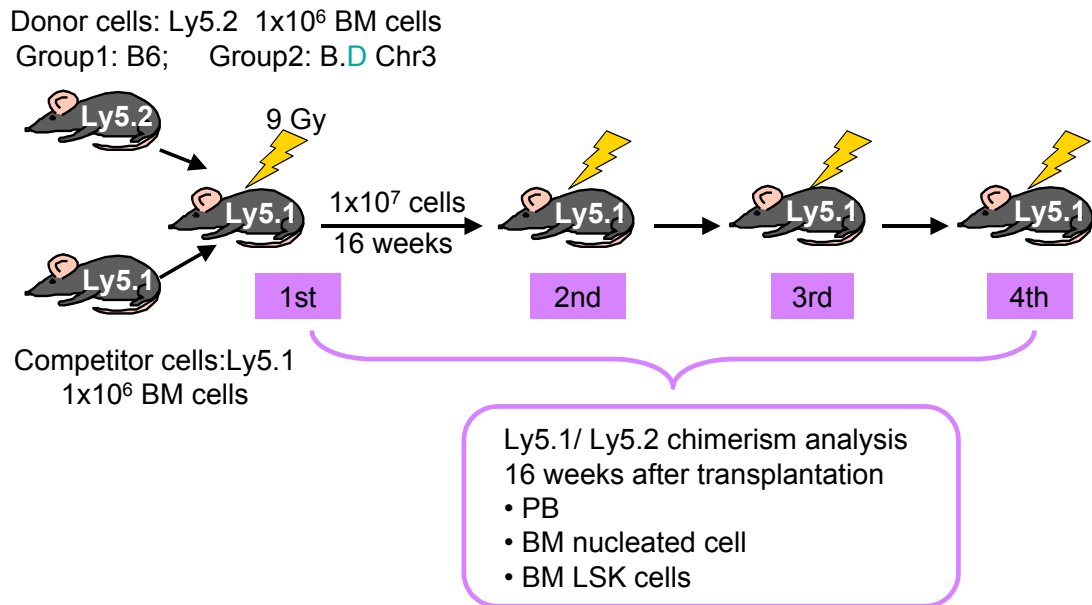 Donor cells: Ly5.2 1x10⁶ BM cells
Group1: B6; Group2: B.D Chr3
Ly5.2
9 Gy
Ly5.1
1x10⁷ cells
16 weeks
Ly5.1
Ly5.1
Ly5.1
Ly5.1
1st
2nd
3rd
4th
Competitor cells:Ly5.1
1x10⁶ BM cells
Ly5.1/ Ly5.2 chimerism analysis
16 weeks after transplantation
• PB
• BM nucleated cell
• BM LSK cells